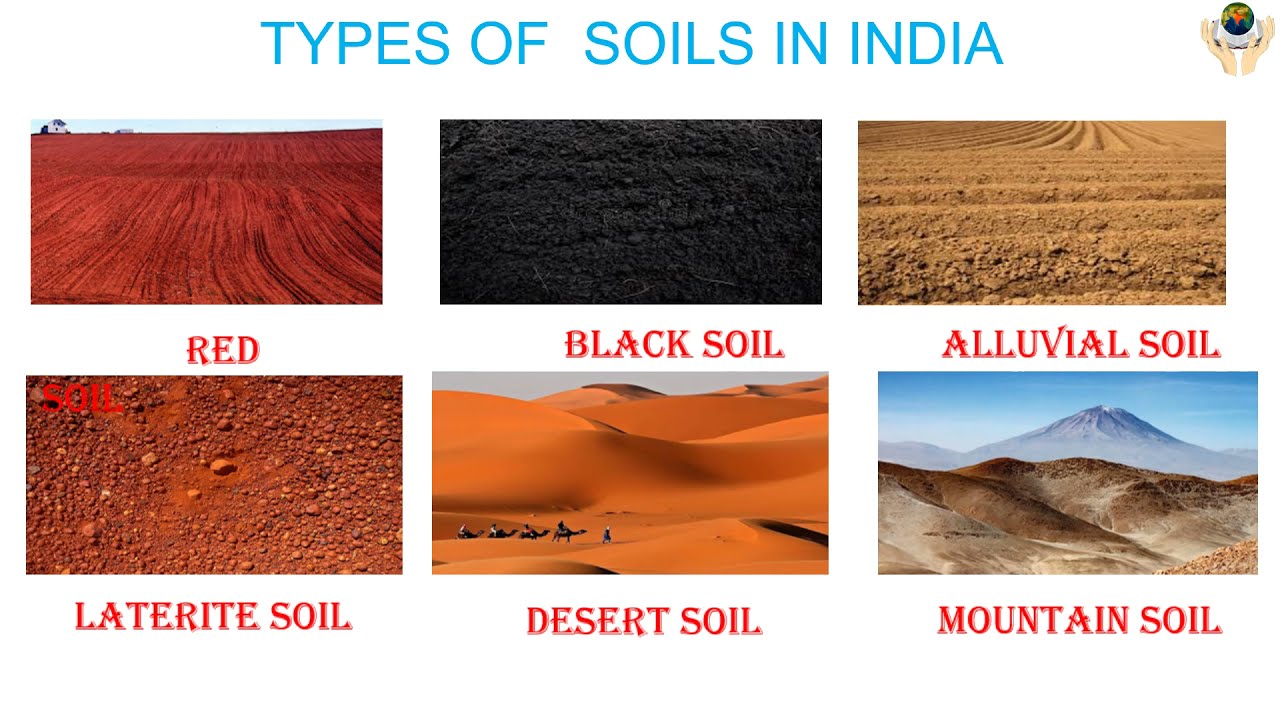 TYPES OF SOILS IN INDIA
RED
SOIL
BLACK SOIL
ALLUVIAL SOIL
LATERITE SOIL
DESERT SOIL
MOUNTAIN SOIL